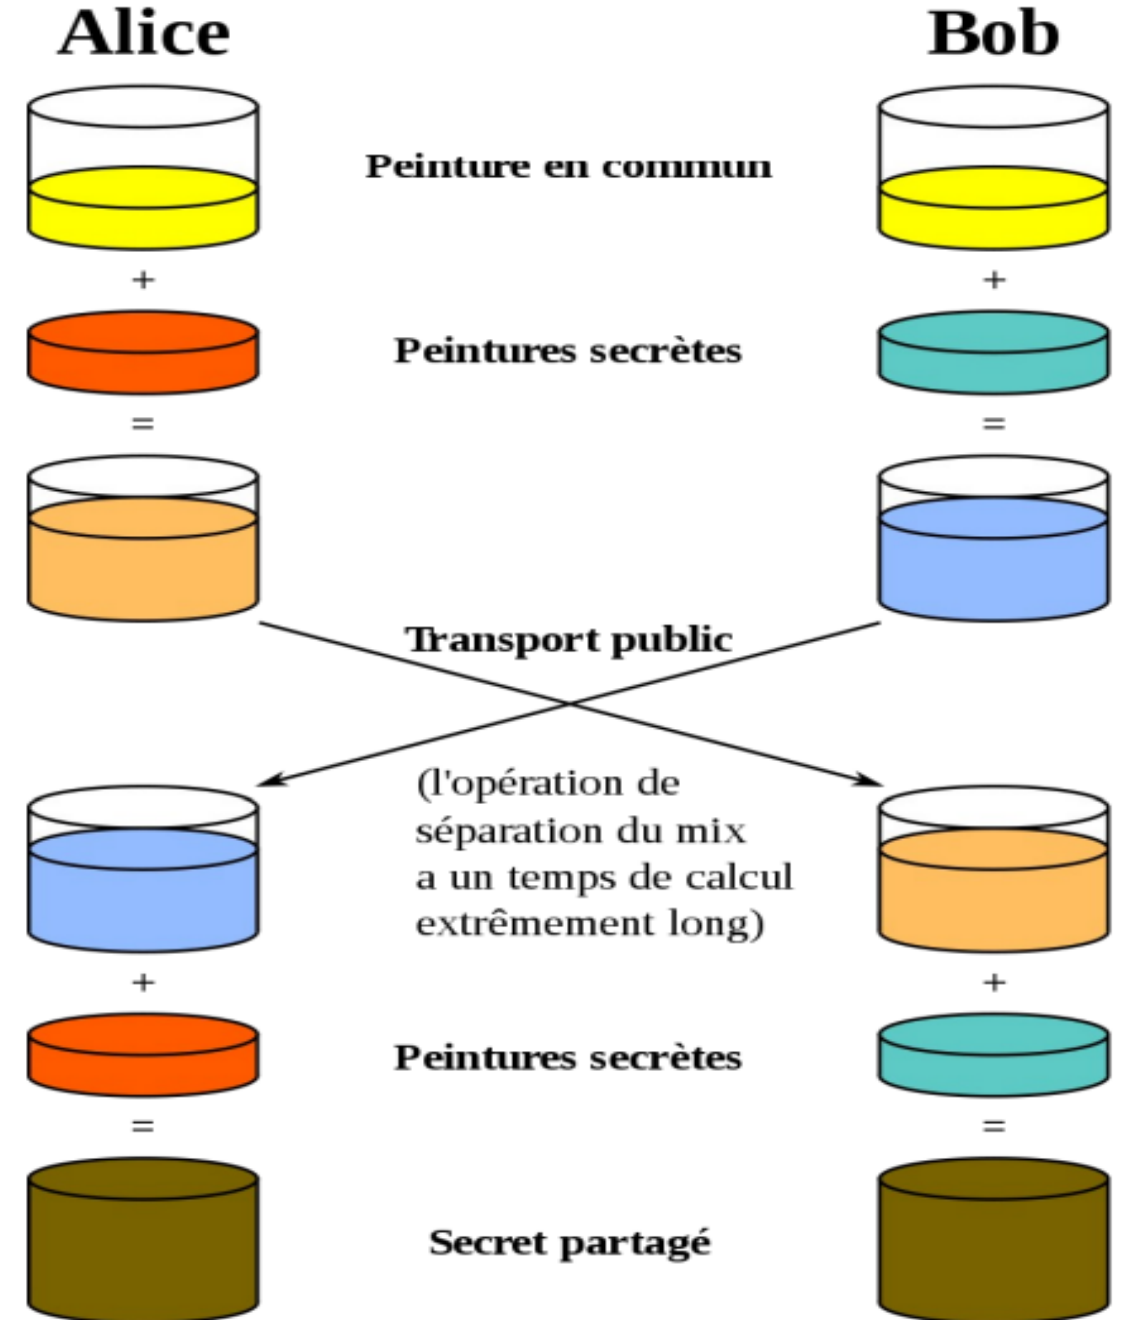 Alice Bob
Peinture en commun
+ +
Peintures secrètes
= =
Transport public
(l'opération de
séparation du mix
a un temps de calcul
extrêmement long)
+ +
Peintures secrètes
= =
Secret partagé